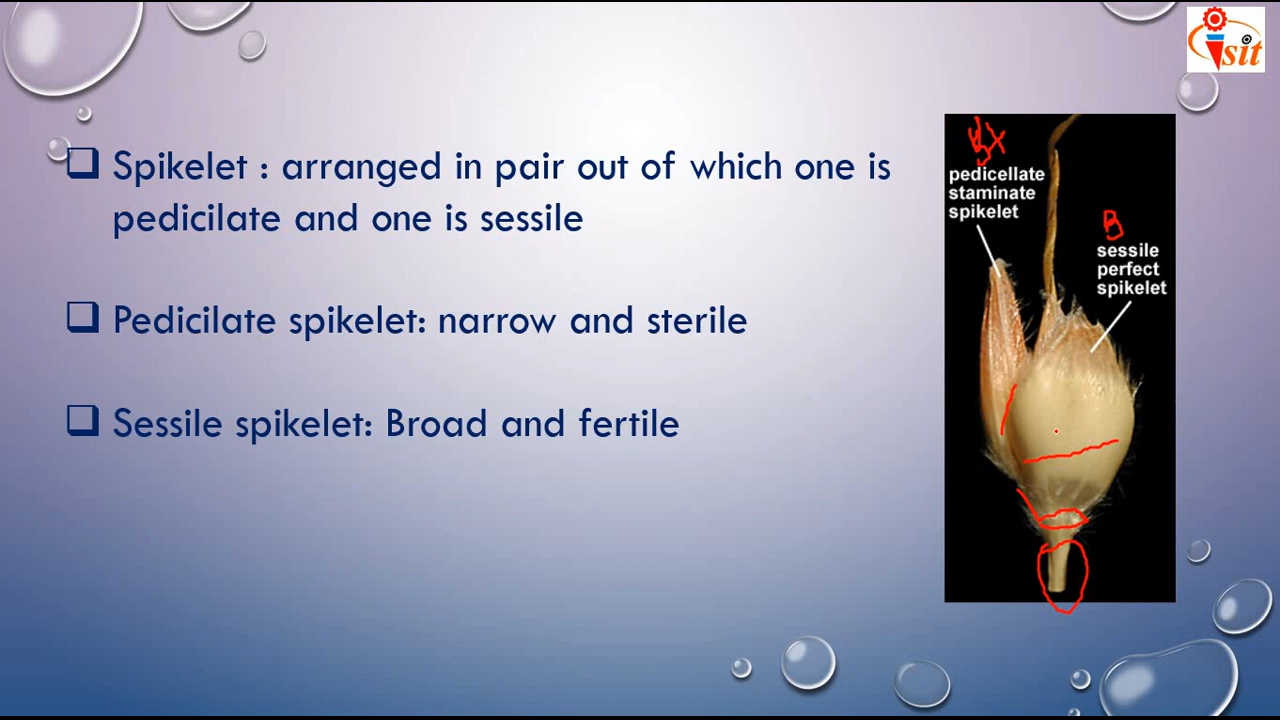 Spikelet : arranged in pair out of which one is
pedicilate and one is sessile
Pedicilate spikelet: narrow and sterile
Sessile spikelet: Broad and fertile
pedicellate
staminate
spikelet
B
sessile
perfect
spikelet
isit